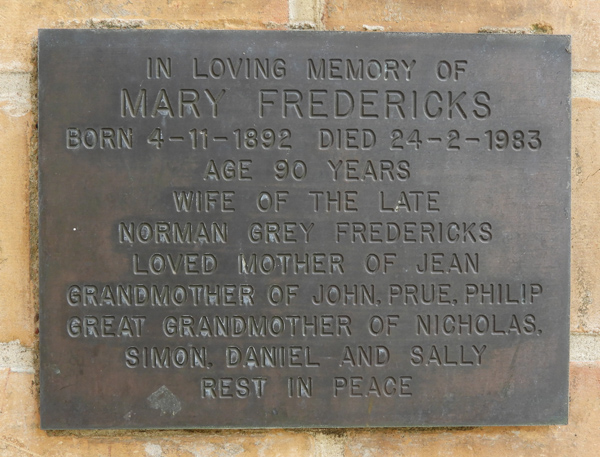 IN LOVING MEMORY OF
MARY FREDERICKS
BORN 4-11-1892 DIED 24-2-1983
AGE 90 YEARS
WIFE OF THE LATE
NORMAN GREY FREDERICKS
LOVED MOTHER OF JEAN
GRANDMOTHER OF JOHN, PRUE, PHILIP
GREAT GRANDMOTHER OF NICHOLAS,
SIMON, DANIEL AND SALLY
REST IN PEACE